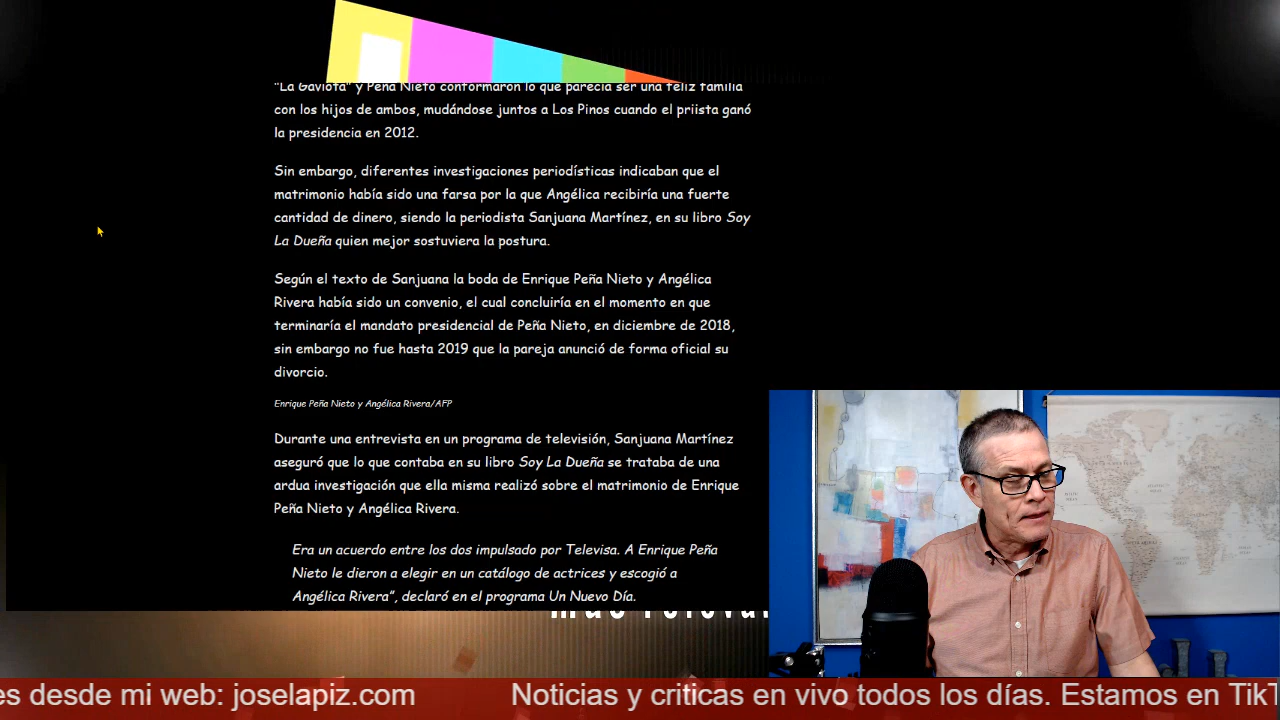 "La Gaviota" y Peña Nieto conformaron lo que parecía ser una feliz familia
con los hijos de ambos, mudándose juntos a Los Pinos cuando el priista ganó
la presidencia en 2012.
Sin embargo, diferentes investigaciones periodísticas indicaban que el
matrimonio había sido una farsa por la que Angélica recibiría una fuerte
cantidad de dinero, siendo la periodista Sanjuana Martínez, en su libro Soy
La Dueña quien mejor sostuviera la postura.
Según el texto de Sanjuana la boda de Enrique Peña Nieto y Angélica
Rivera había sido un convenio, el cual concluiría en el momento en que
terminaría el mandato presidencial de Peña Nieto, en diciembre de 2018,
sin embargo no fue hasta 2019 que la pareja anunció de forma oficial su
divorcio.
Enrique Peña Nieto y Angélica Rivera/AFP
Durante una entrevista en un programa de televisión, Sanjuana Martínez
aseguró que lo que contaba en su libro Soy La Dueña se trataba de una
ardua investigación que ella misma realizó sobre el matrimonio de Enrique
Peña Nieto y Angélica Rivera.
Era un acuerdo entre los dos impulsado por Televisa. A Enrique Peña
Nieto le dieron a elegir en un catálogo de actrices y escogió a
Angélica Rivera”, declaró en el programa Un Nuevo Día.
es desde mi web: joselapiz.com Noticias y criticas en vivo todos los días. Estamos en TikT